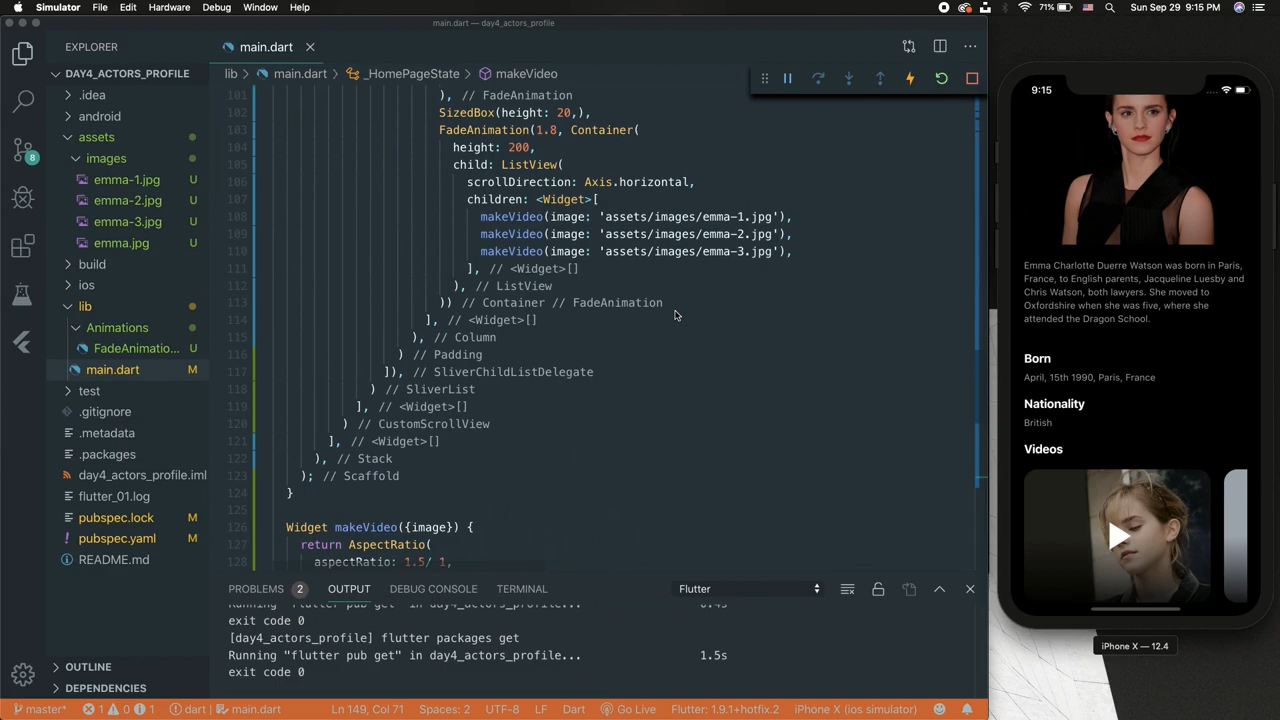 Simulator File Edit Hardware Debug Window Help
71%
Sun Sep 29 9:15 PM
main.dart — day4_actors_profile
EXPLORER
DAY4_ACTORS_PROFILE
.idea
android
assets
images
emma-1.jpg U
emma-2.jpg U
emma-3.jpg U
emma.jpg U
build
ios
lib
Animations
FadeAnimatio... U
main.dart M
test
.gitignore
.metadata
.packages
day4_actors_profile.iml
flutter_01.log
pubspec.lock M
pubspec.yaml M
README.md
OUTLINE
DEPENDENCIES
8
main.dart
lib > main.dart > _HomePageState > makeVideo
101 ), // FadeAnimation
102 SizedBox(height: 20,),
103 FadeAnimation(1.8, Container(
104 height: 200,
105 child: ListView(
106 scrollDirection: Axis.horizontal,
107 children: <Widget>[
108 makeVideo(image: 'assets/images/emma-1.jpg'),
109 makeVideo(image: 'assets/images/emma-2.jpg'),
110 makeVideo(image: 'assets/images/emma-3.jpg'),
111 ], // <Widget>[]
112 ), // ListView
113 )) // Container // FadeAnimation
114 ], // <Widget>[]
115 ), // Column
116 ) // Padding
117 ]), // SliverChildListDelegate
118 ) // SliverList
119 ], // <Widget>[]
120 ) // CustomScrollView
121 ], // <Widget>[]
122 ), // Stack
123 ); // Scaffold
124 }
125
126 Widget makeVideo({image}) {
127 return AspectRatio(
128 aspectRatio: 1.5/ 1,
PROBLEMS 2 OUTPUT DEBUG CONSOLE TERMINAL
Flutter
Running "flutter pub get" in day4_actors_profile... 0.4s
exit code 0
[day4_actors_profile] flutter packages get
Running "flutter pub get" in day4_actors_profile... 1.5s
exit code 0
master* 1 0 1 dart | main.dart
Ln 149, Col 71 Spaces: 2 UTF-8 LF Dart Go Live Flutter: 1.9.1+hotfix.2 iPhone X (ios simulator)
9:15
Emma Charlotte Duerre Watson was born in Paris,
France, to English parents, Jacqueline Luesby and
Chris Watson, both lawyers. She moved to
Oxfordshire when she was five, where she
attended the Dragon School.
Born
April, 15th 1990, Paris, France
Nationality
British
Videos
iPhone X — 12.4